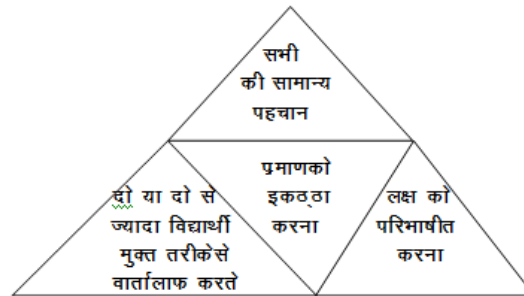 सभी
की सामान्य
पहचान
प्रमाणको
इकठ्ठा
करना
दो या दो से
ज्यादा विद्यार्थी
मुक्त तरीकेसे
वार्तालाफ करते
लक्ष को
परिभाषीत
करना